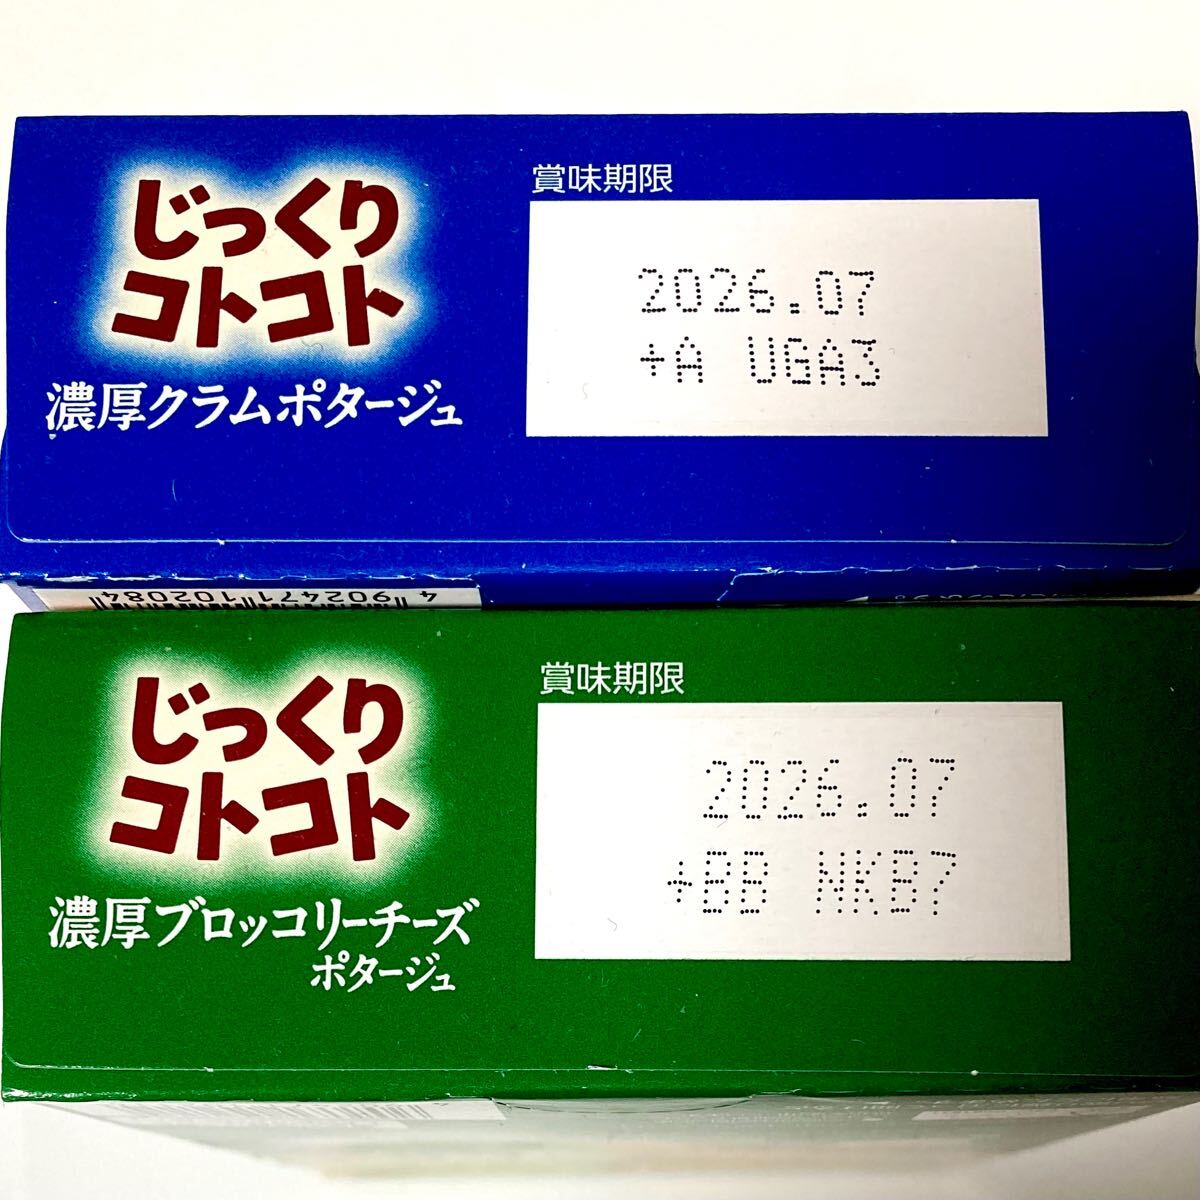 じっくり
コトコト
濃厚クラムポタージュ
賞味期限
2026.07
+A UGA3
4902471102084
じっくり
コトコト
濃厚ブロッコリーチーズ
ポタージュ
賞味期限
2026.07
+BB NKB7